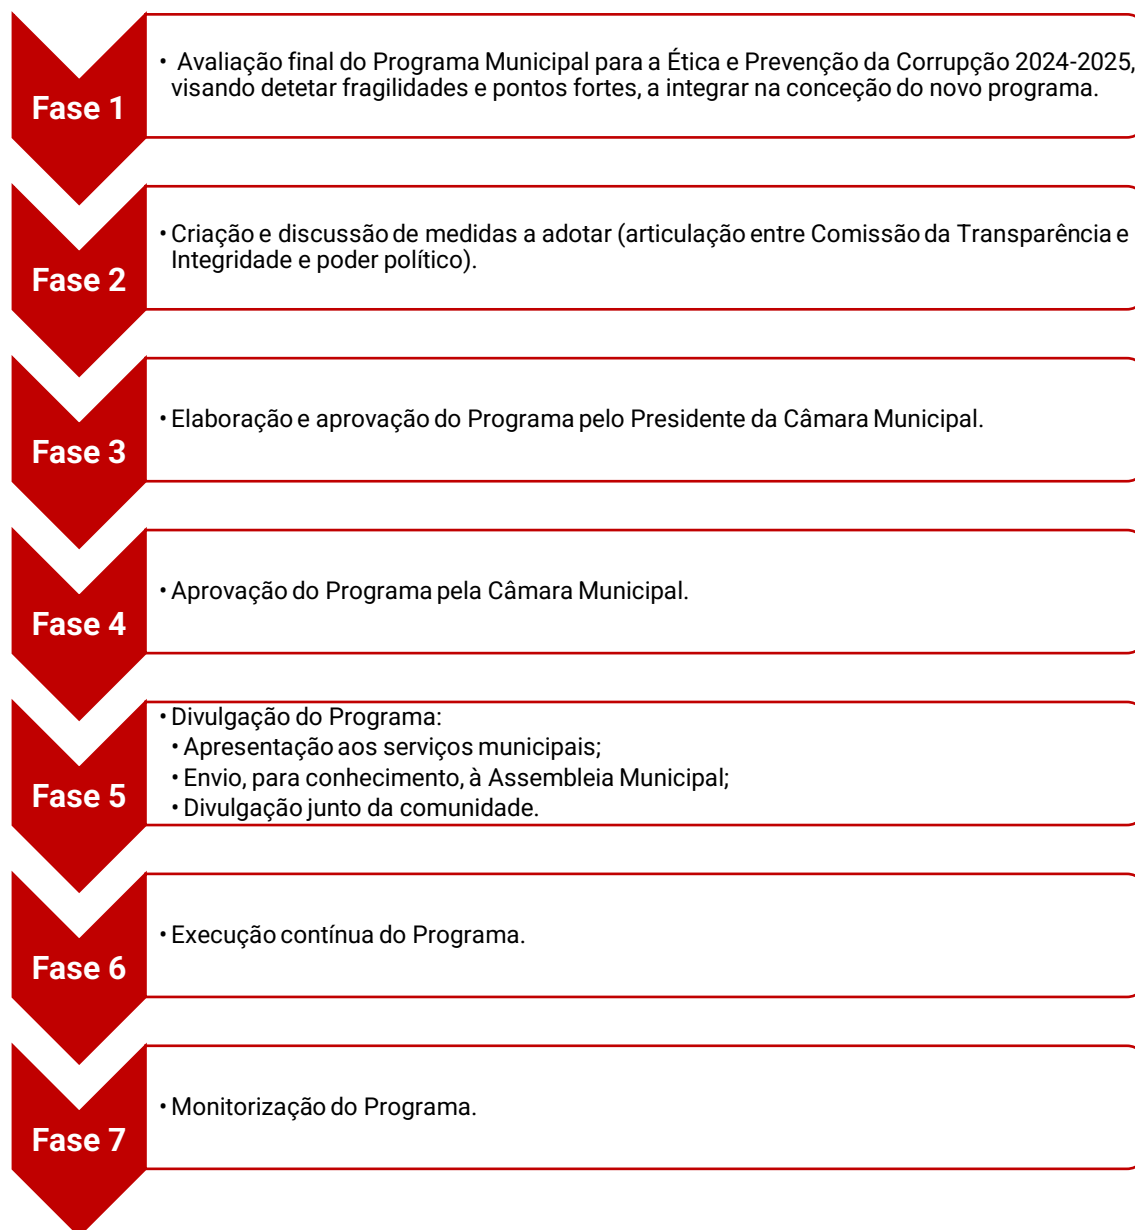 Fase 1
• Avaliação final do Programa Municipal para a Ética e Prevenção da Corrupção 2024-2025,
visando detetar fragilidades e pontos fortes, a integrar na conceção do novo programa.
Fase 2
• Criação e discussão de medidas a adotar (articulação entre Comissão da Transparência e
Integridade e poder político).
Fase 3
• Elaboração e aprovação do Programa pelo Presidente da Câmara Municipal.
Fase 4
• Aprovação do Programa pela Câmara Municipal.
Fase 5
• Divulgação do Programa:
• Apresentação aos serviços municipais;
• Envio, para conhecimento, à Assembleia Municipal;
• Divulgação junto da comunidade.
Fase 6
• Execução contínua do Programa.
Fase 7
• Monitorização do Programa.